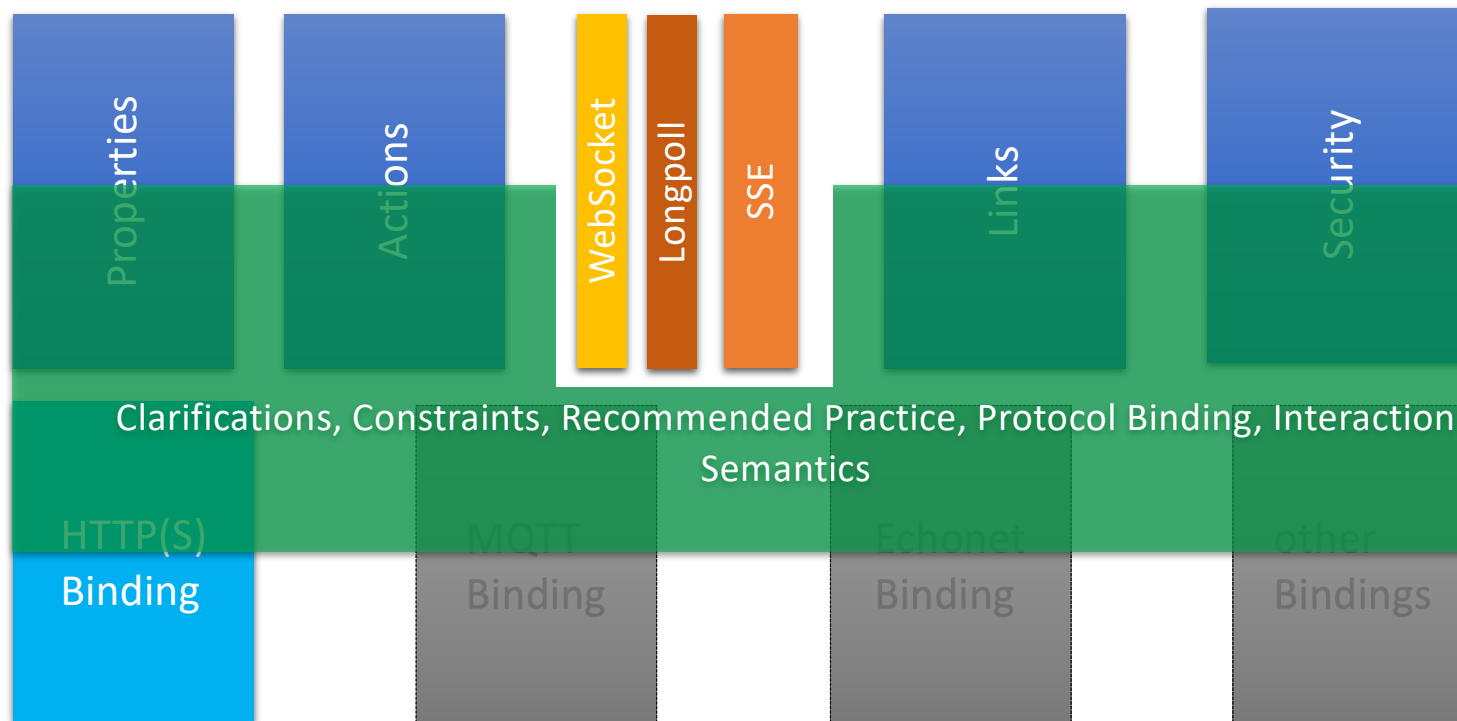 Properties
Actions
WebSocket
Longpoll
SSE
Links
Security
Clarifications, Constraints, Recommended Practice, Protocol Binding, Interaction
Semantics
HTTP(S)
Binding
MQTT
Binding
Echonet
Binding
other
Bindings